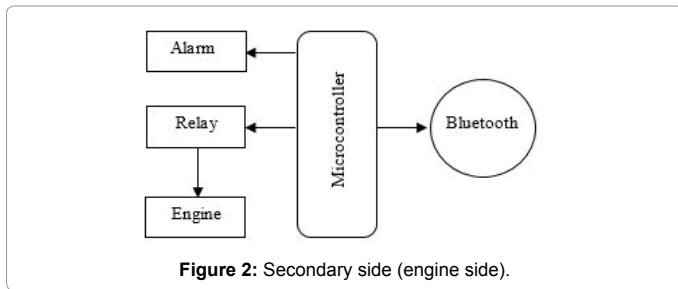 Alarm
Relay
Engine
Microcontroller
Bluetooth
Figure 2: Secondary side (engine side).